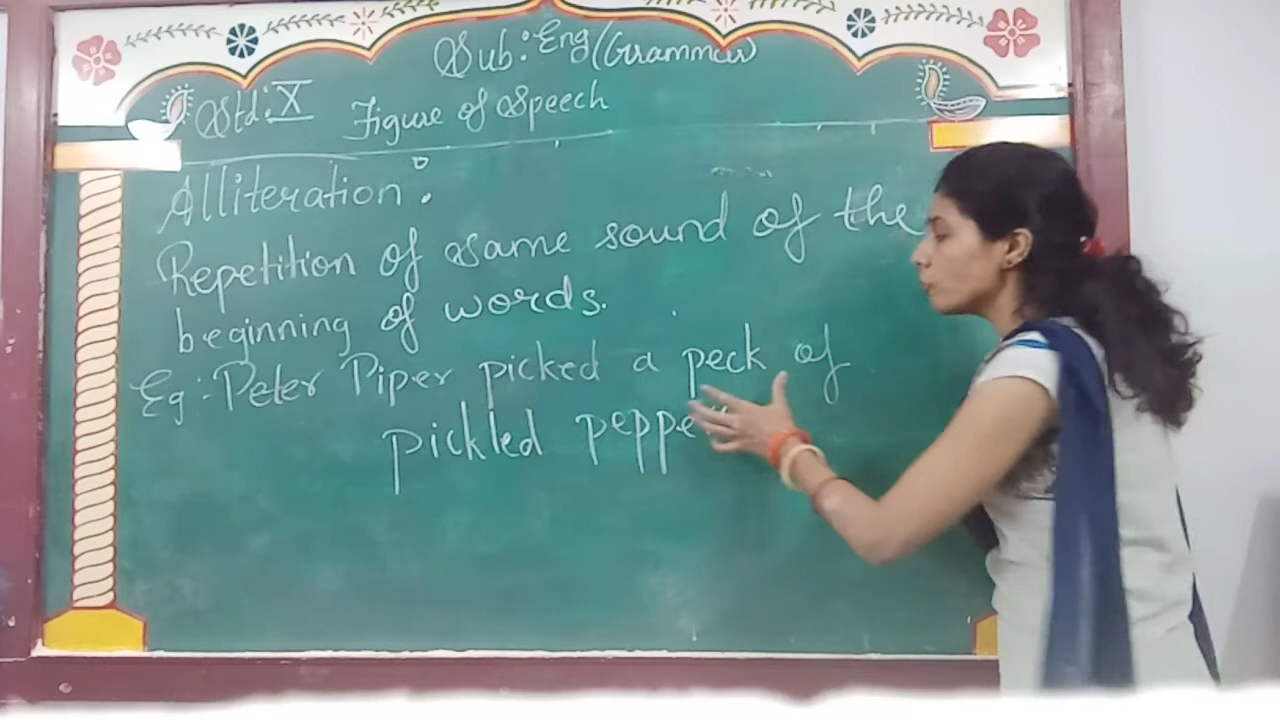 Sub: Eng (Grammar)
Std: X Figure of Speech
Alliteration:
Repetition of same sound of the
beginning of words.
Eg:- Peter Piper picked a peck of
pickled